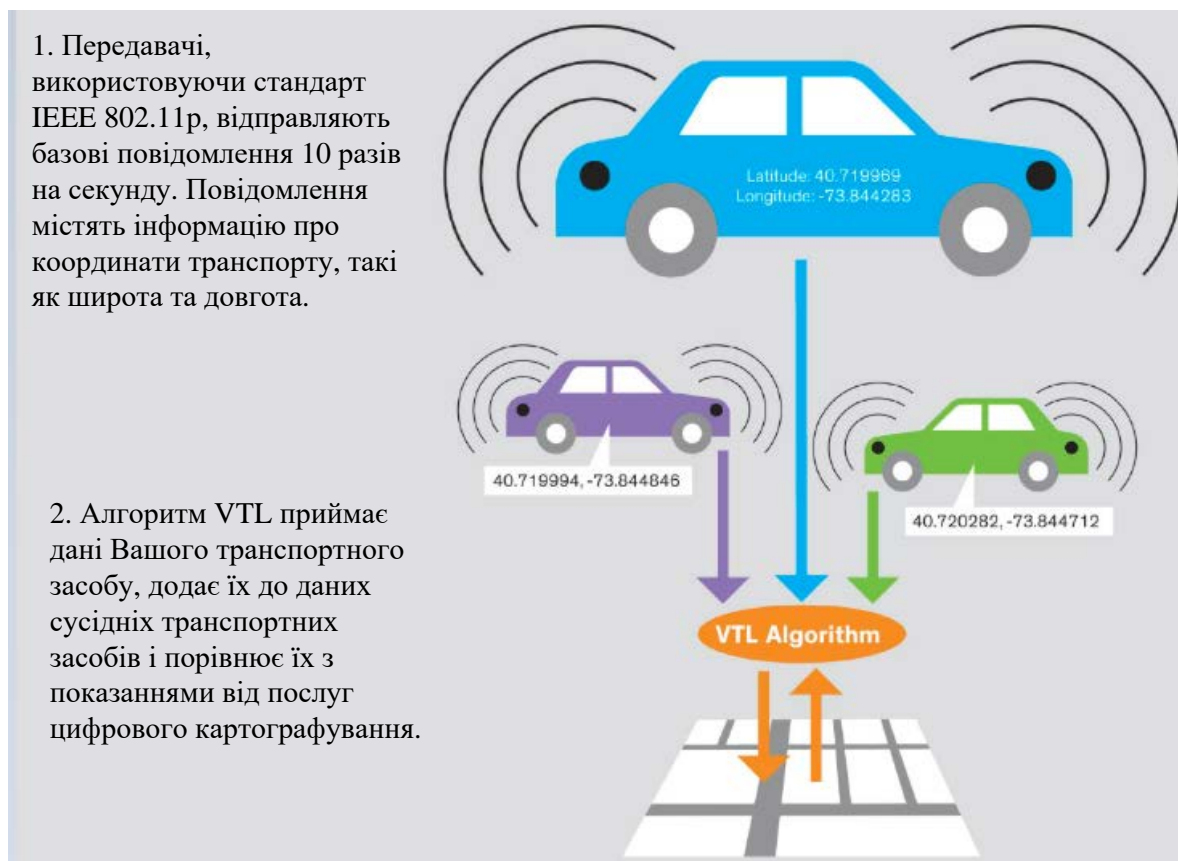 1. Передавачі,
використовуючи стандарт
IEEE 802.11p, відправляють
базові повідомлення 10 разів
на секунду. Повідомлення
містять інформацію про
координати транспорту, такі
як широта та довгота.
Latitude: 40.719969
Longitude: -73.844283
40.719994, -73.844846
40.720282, -73.844712
2. Алгоритм VTL приймає
дані Вашого транспортного
засобу, додає їх до даних
сусідніх транспортних
засобів і порівнює їх з
показаннями від послуг
цифрового картографування.
VTL Algorithm